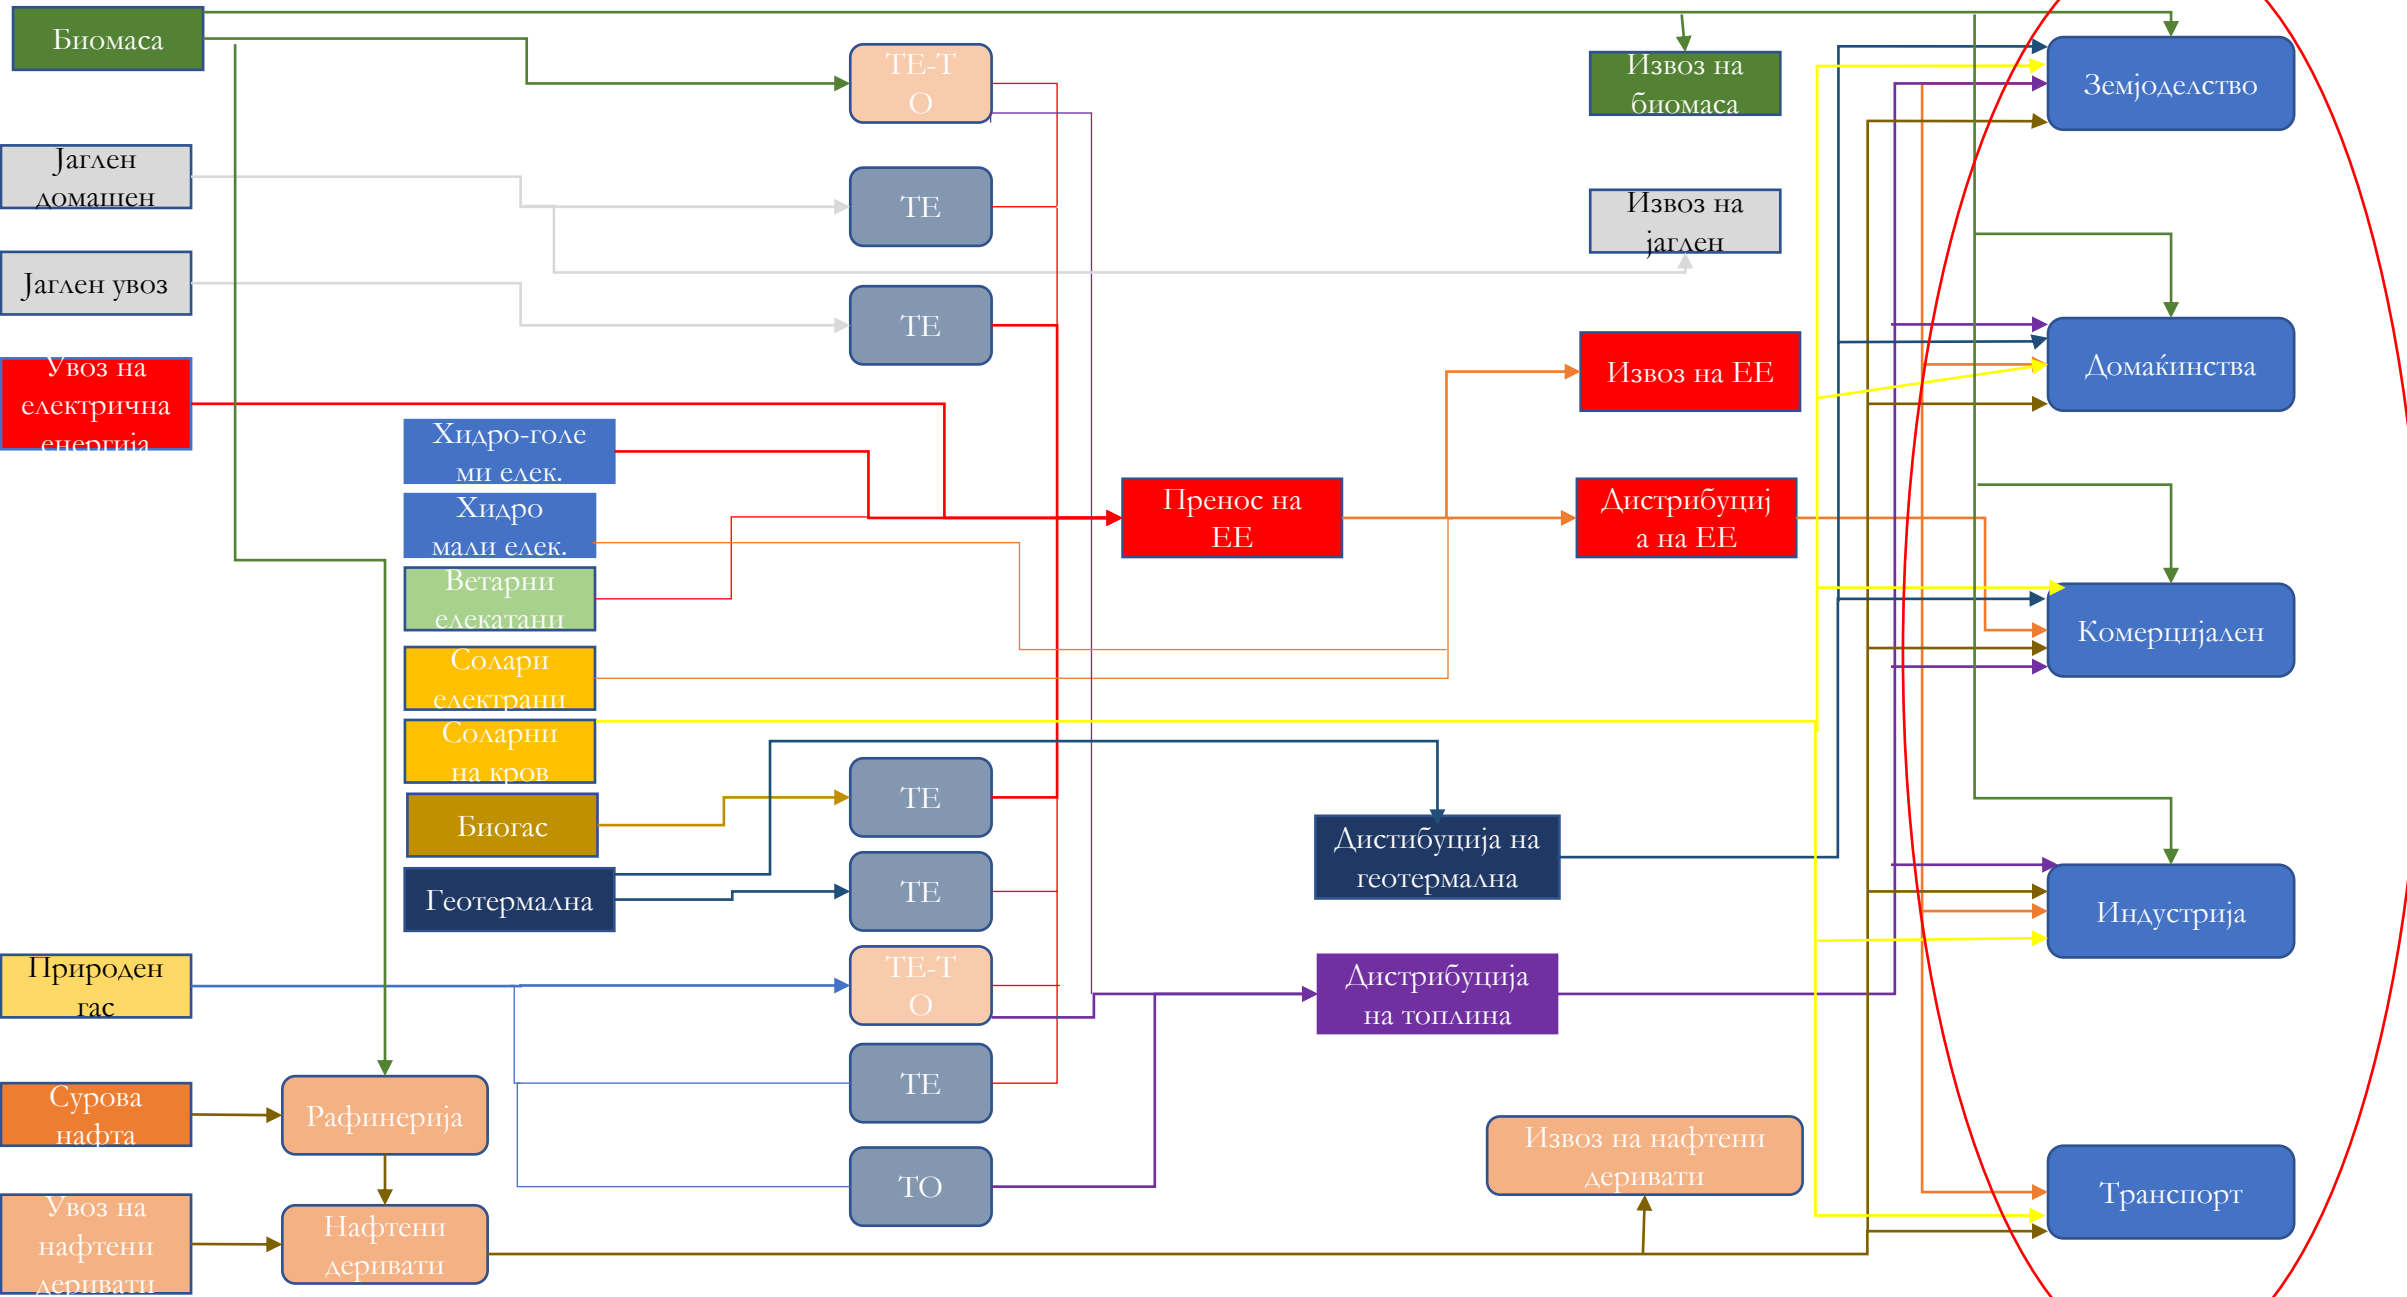 Биомаса
ТЕ-Т
О
Извоз на
биомаса
Земјоделство
Јаглен
домашен
ТЕ
Извоз на
јаглен
Јаглен увоз
ТЕ
Увоз на
електрична
енергија
Извоз на ЕЕ
Домаќинства
Хидро-голе
ми елек.
Хидро
мали елек.
Пренос на
ЕЕ
Дистрибуциј
а на ЕЕ
Ветарни
елекатани
Комерцијален
Солари
електрани
Соларни
на кров
ТЕ
Биогас
Дистибуција на
геотермална
ТЕ
Геотермална
Индустрија
Природен
гас
ТЕ-Т
О
Дистрибуција
на топлина
ТЕ
Сурова
нафта
Рафинерија
Извоз на нафтени
деривати
ТО
Транспорт
Увоз на
нафтени
деривати
Нафтени
деривати